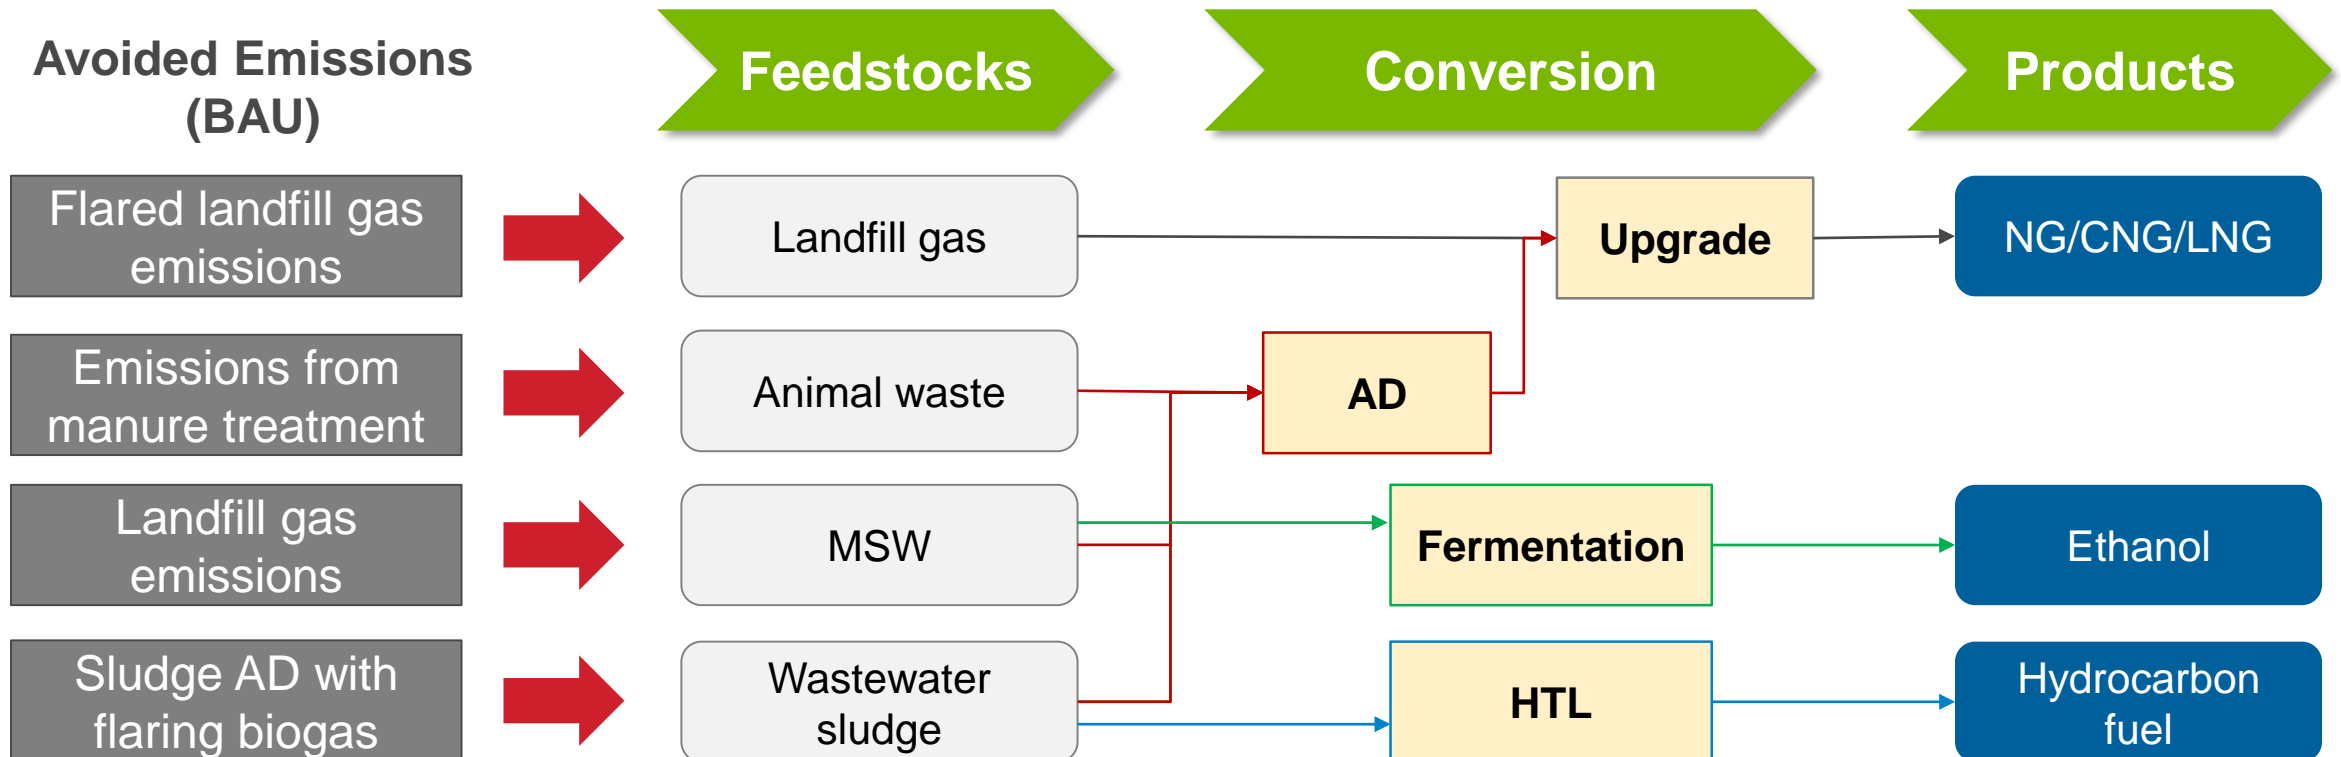 Avoided Emissions
(BAU)
Feedstocks
Conversion
Products
Flared landfill gas
emissions
Landfill gas
Upgrade
NG/CNG/LNG
Emissions from
manure treatment
Animal waste
AD
Landfill gas
emissions
MSW
Fermentation
Ethanol
Sludge AD with
flaring biogas
Wastewater
sludge
HTL
Hydrocarbon
fuel